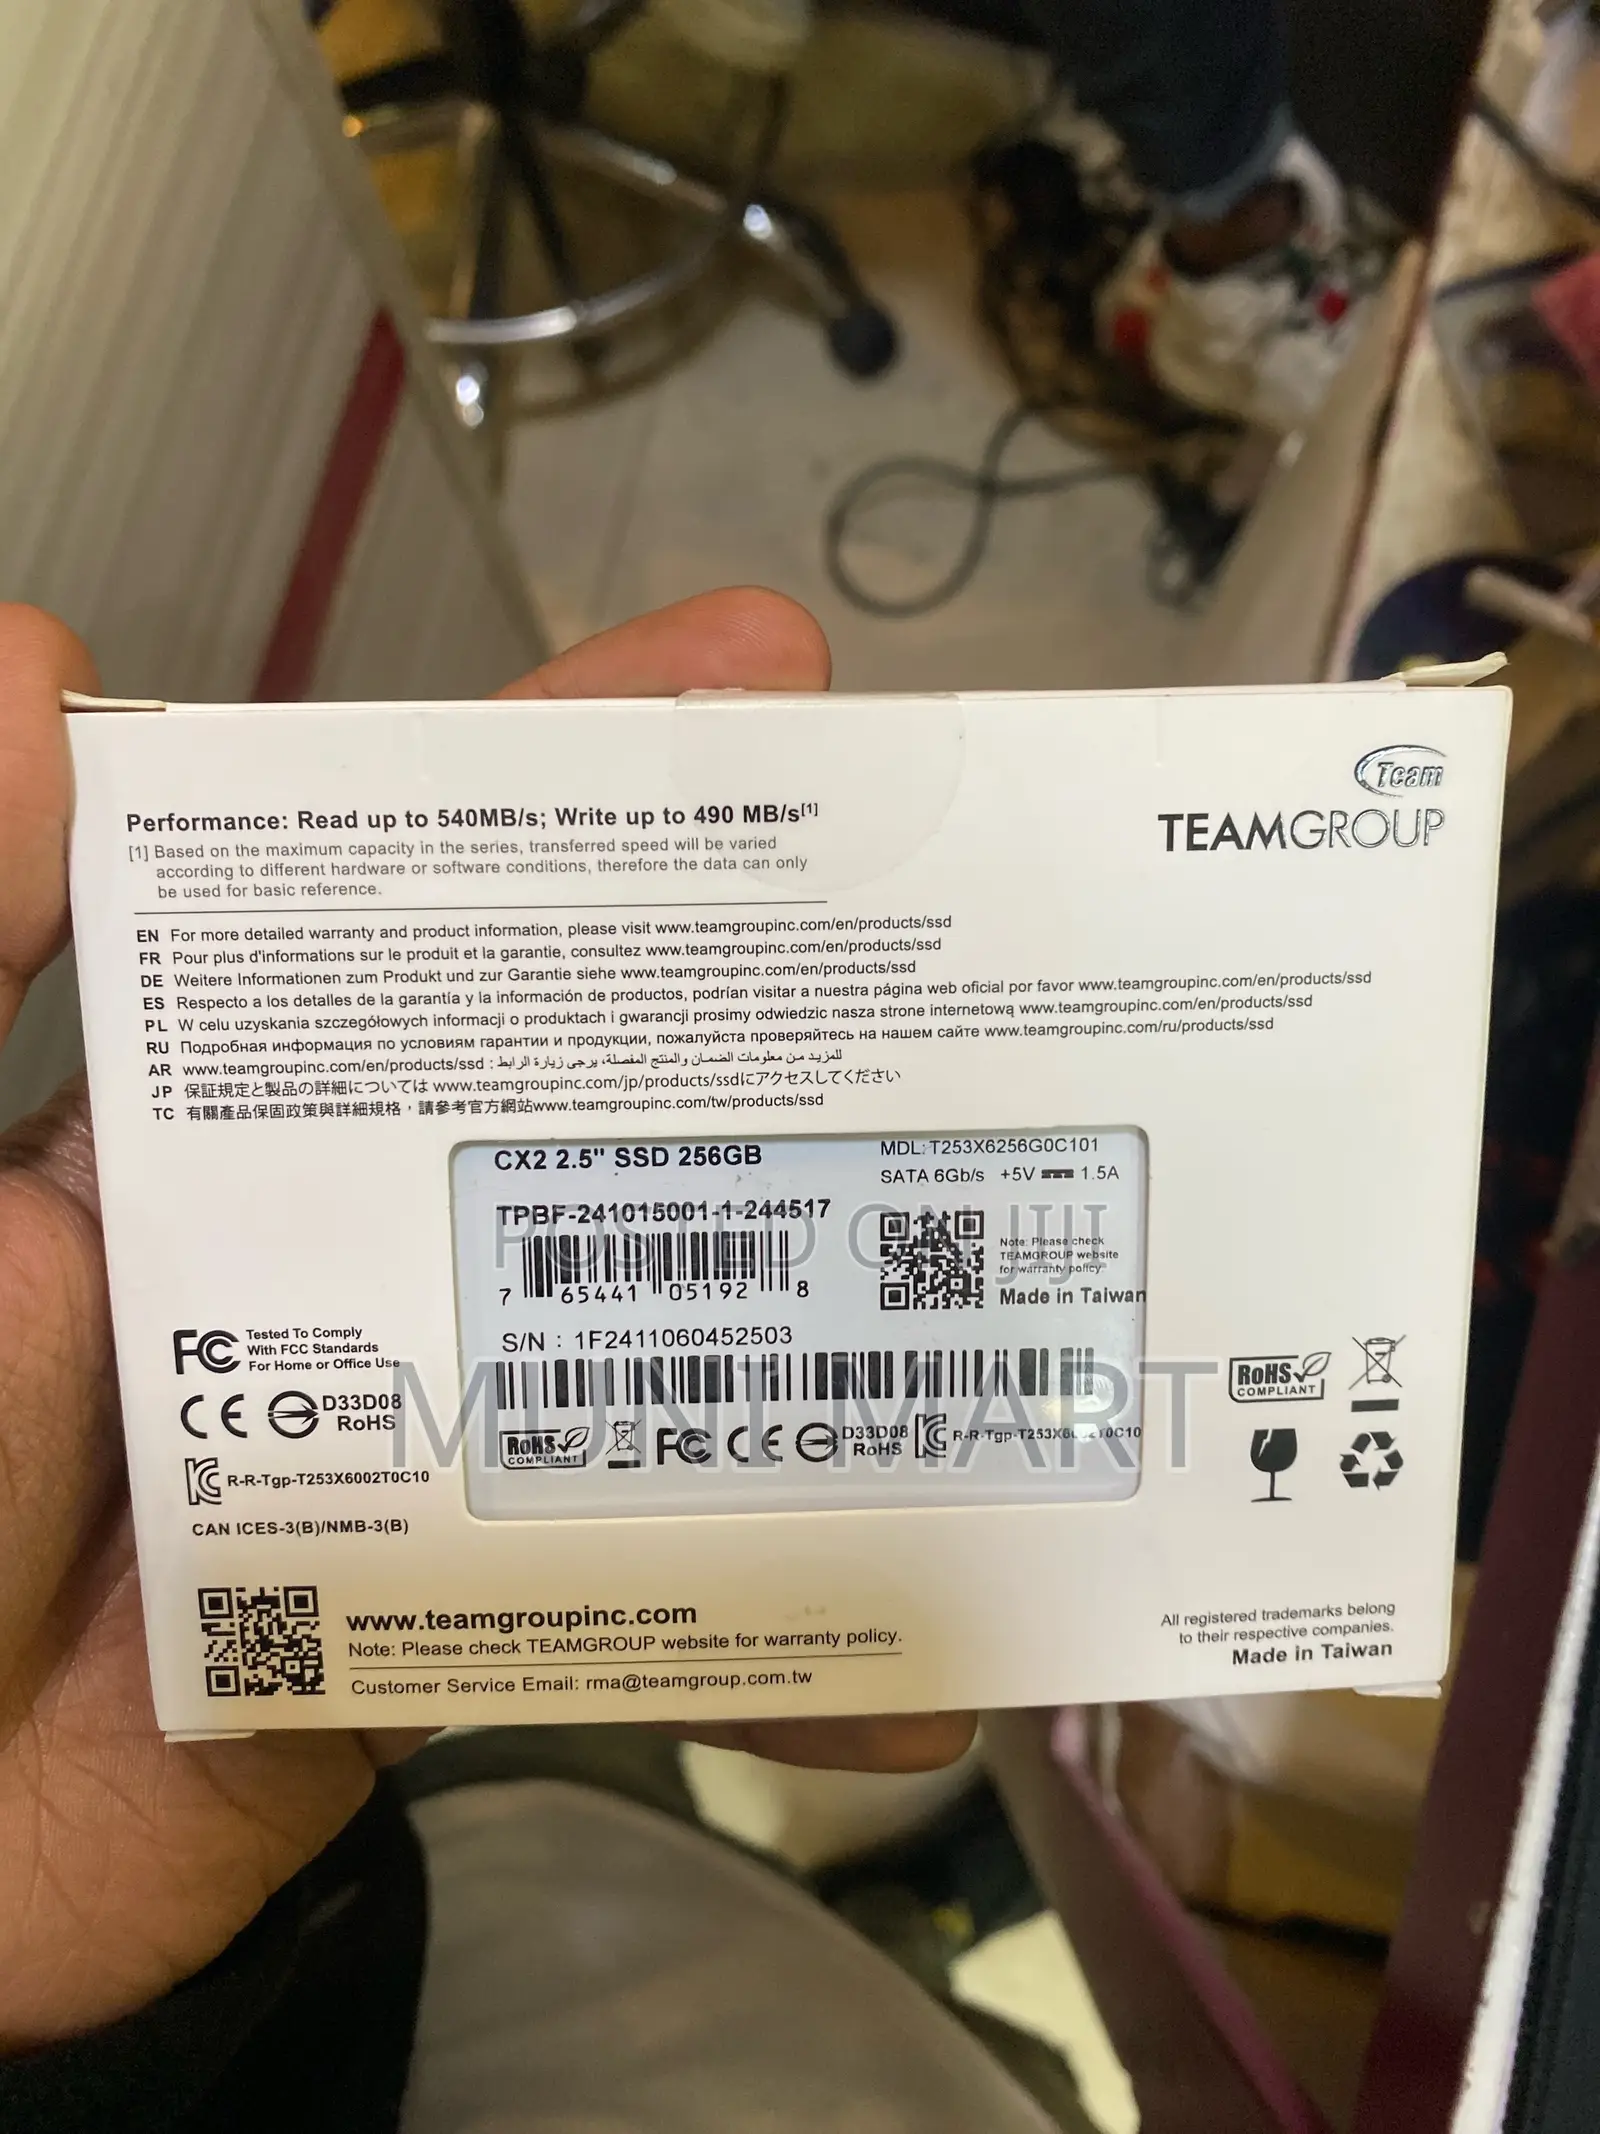 Team
TEAMGROUP
Performance: Read up to 540MB/s; Write up to 490 MB/s[1]
[1] Based on the maximum capacity in the series, transferred speed will be varied
according to different hardware or software conditions, therefore the data can only
be used for basic reference.
EN For more detailed warranty and product information, please visit www.teamgroupinc.com/en/products/ssd
FR Pour plus d'informations sur le produit et la garantie, consultez www.teamgroupinc.com/en/products/ssd
DE Weitere Informationen zum Produkt und zur Garantie siehe www.teamgroupinc.com/en/products/ssd
ES Respecto a los detalles de la garantía y la información de productos, podrían visitar a nuestra página web oficial por favor www.teamgroupinc.com/en/products/ssd
PL W celu uzyskania szczegółowych informacji o produktach i gwarancji prosimy odwiedzic nasza strone internetową www.teamgroupinc.com/en/products/ssd
RU Подробная информация по условиям гарантии и продукции, пожалуйста проверяйтесь на нашем сайте www.teamgroupinc.com/ru/products/ssd
AR www.teamgroupinc.com/en/products/ssd : للمزيد من معلومات الضمان والمنتج المفصلة، يرجى زيارة الرابط
JP 保証規定と製品の詳細については www.teamgroupinc.com/jp/products/ssdにアクセスしてください
TC 有關產品保固政策與詳細規格，請參考官方網站www.teamgroupinc.com/tw/products/ssd
CX2 2.5" SSD 256GB
MDL:T253X6256G0C101
SATA 6Gb/s +5V 1.5A
TPBF-241015001-1-244517
POSTED ON JIJI
7 65441 05192 8
Note: Please check
TEAMGROUP website
for warranty policy.
Made in Taiwan
S/N : 1F2411060452503
MUNI MART
RoHS
COMPLIANT
FC CE D33D08
RoHS
R-R-Tgp-T253X6002T0C10
FC Tested To Comply
With FCC Standards
For Home or Office Use
CE D33D08
RoHS
R-R-Tgp-T253X6002T0C10
CAN ICES-3(B)/NMB-3(B)
RoHS
COMPLIANT
www.teamgroupinc.com
Note: Please check TEAMGROUP website for warranty policy.
Customer Service Email: rma@teamgroup.com.tw
All registered trademarks belong
to their respective companies.
Made in Taiwan